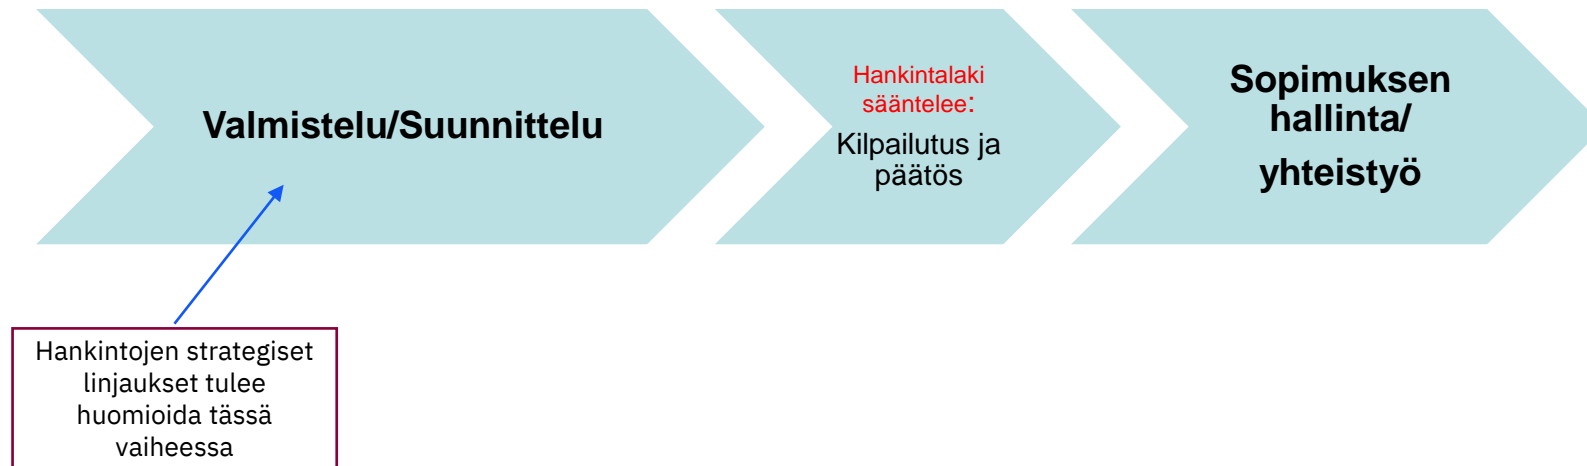 Valmistelu/Suunnittelu
Hankintalaki
sääntelee:
Kilpailutus ja
päätös
Sopimuksen
hallinta/
yhteistyö
Hankintojen strategiset
linjaukset tulee
huomioida tässä
vaiheessa